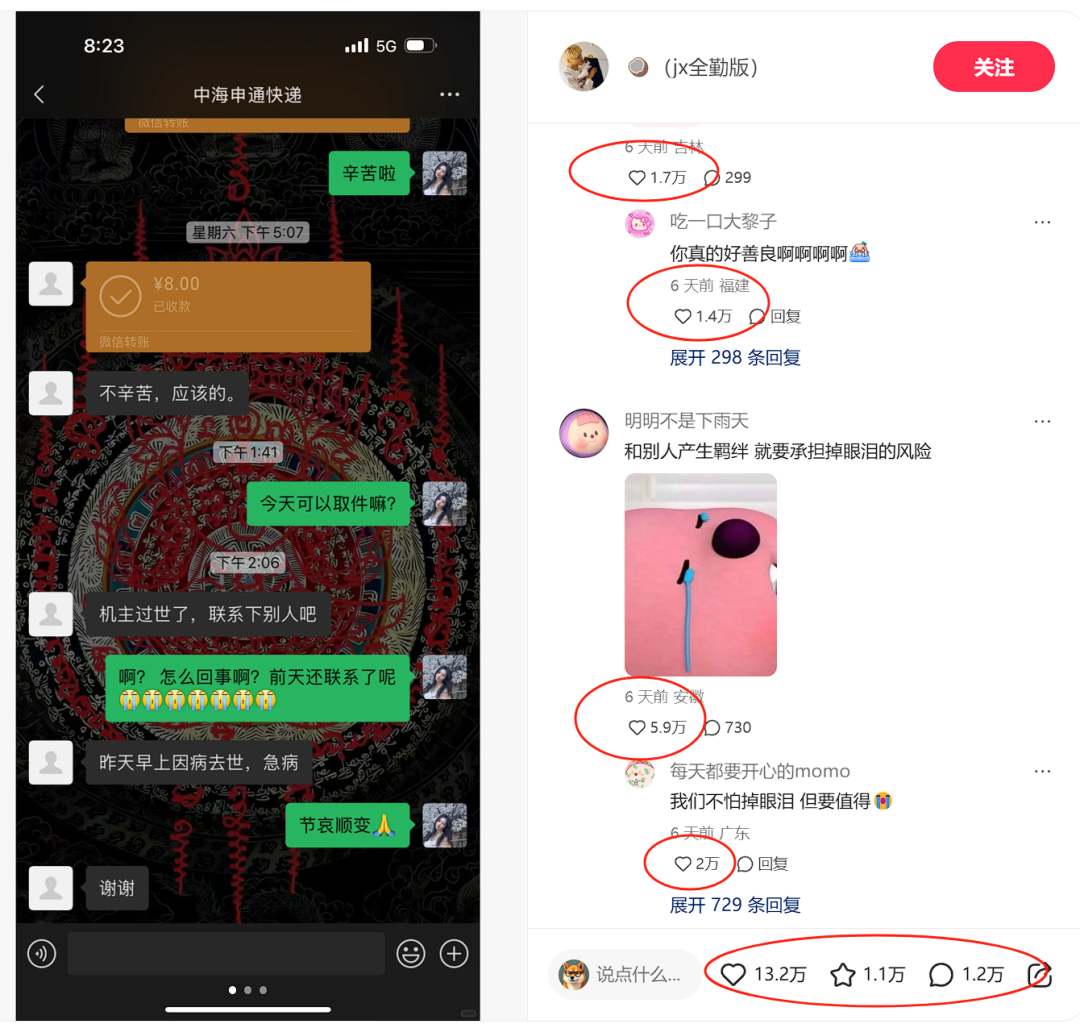 8:23
5G
中海申通快递
微信转账
辛苦啦
星期六 下午 5:07
¥8.00
已收款
微信转账
不辛苦，应该的。
下午 1:41
今天可以取件嘛？
下午 2:06
机主过世了，联系下别人吧
啊？ 怎么回事啊？前天还联系了呢
😭😭😭😭😭😭😭
昨天早上因病去世，急病
节哀顺变🙏
谢谢
（jx全勤版）
关注
6 天前 吉林
1.7万 299
吃一口大黎子
你真的好善良啊啊啊啊
6 天前 福建
1.4万 回复
展开 298 条回复
明明不是下雨天
和别人产生羁绊 就要承担掉眼泪的风险
6 天前 安徽
5.9万 730
每天都要开心的momo
我们不怕掉眼泪 但要值得😭
6 天前 广东
2万 回复
展开 729 条回复
说点什么...
13.2万 1.1万 1.2万